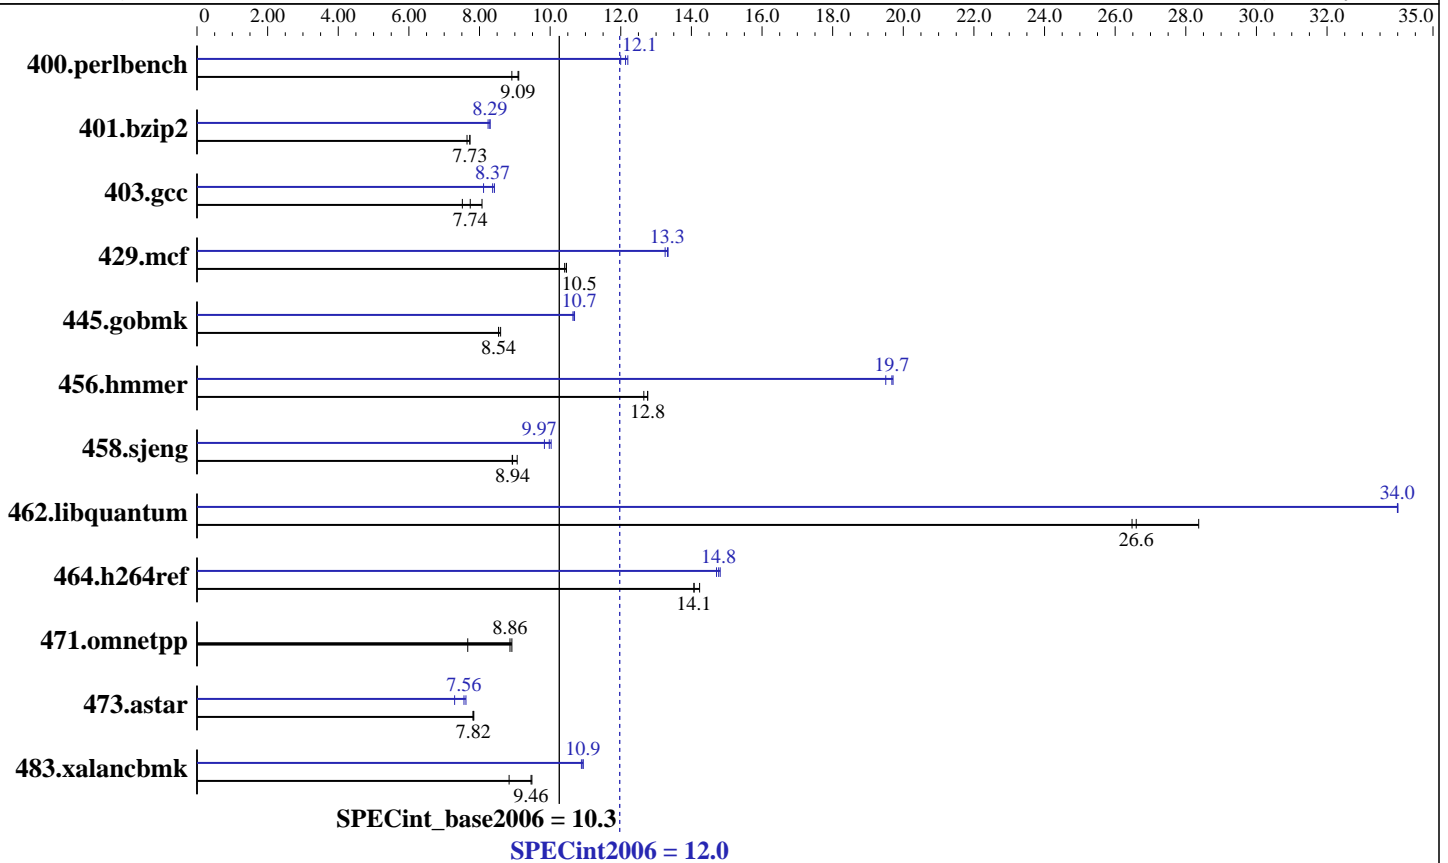 0 2.00 4.00 6.00 8.00 10.0 12.0 14.0 16.0 18.0 20.0 22.0 24.0 26.0 28.0 30.0 32.0 35.0
12.1
400.perlbench
9.09
8.29
401.bzip2
7.73
8.37
403.gcc
7.74
13.3
429.mcf
10.5
10.7
445.gobmk
8.54
19.7
456.hmmer
12.8
9.97
458.sjeng
8.94
34.0
462.libquantum
26.6
14.8
464.h264ref
14.1
8.86
471.omnetpp
7.56
473.astar
7.82
10.9
483.xalancbmk
9.46
SPECint_base2006 = 10.3
SPECint2006 = 12.0